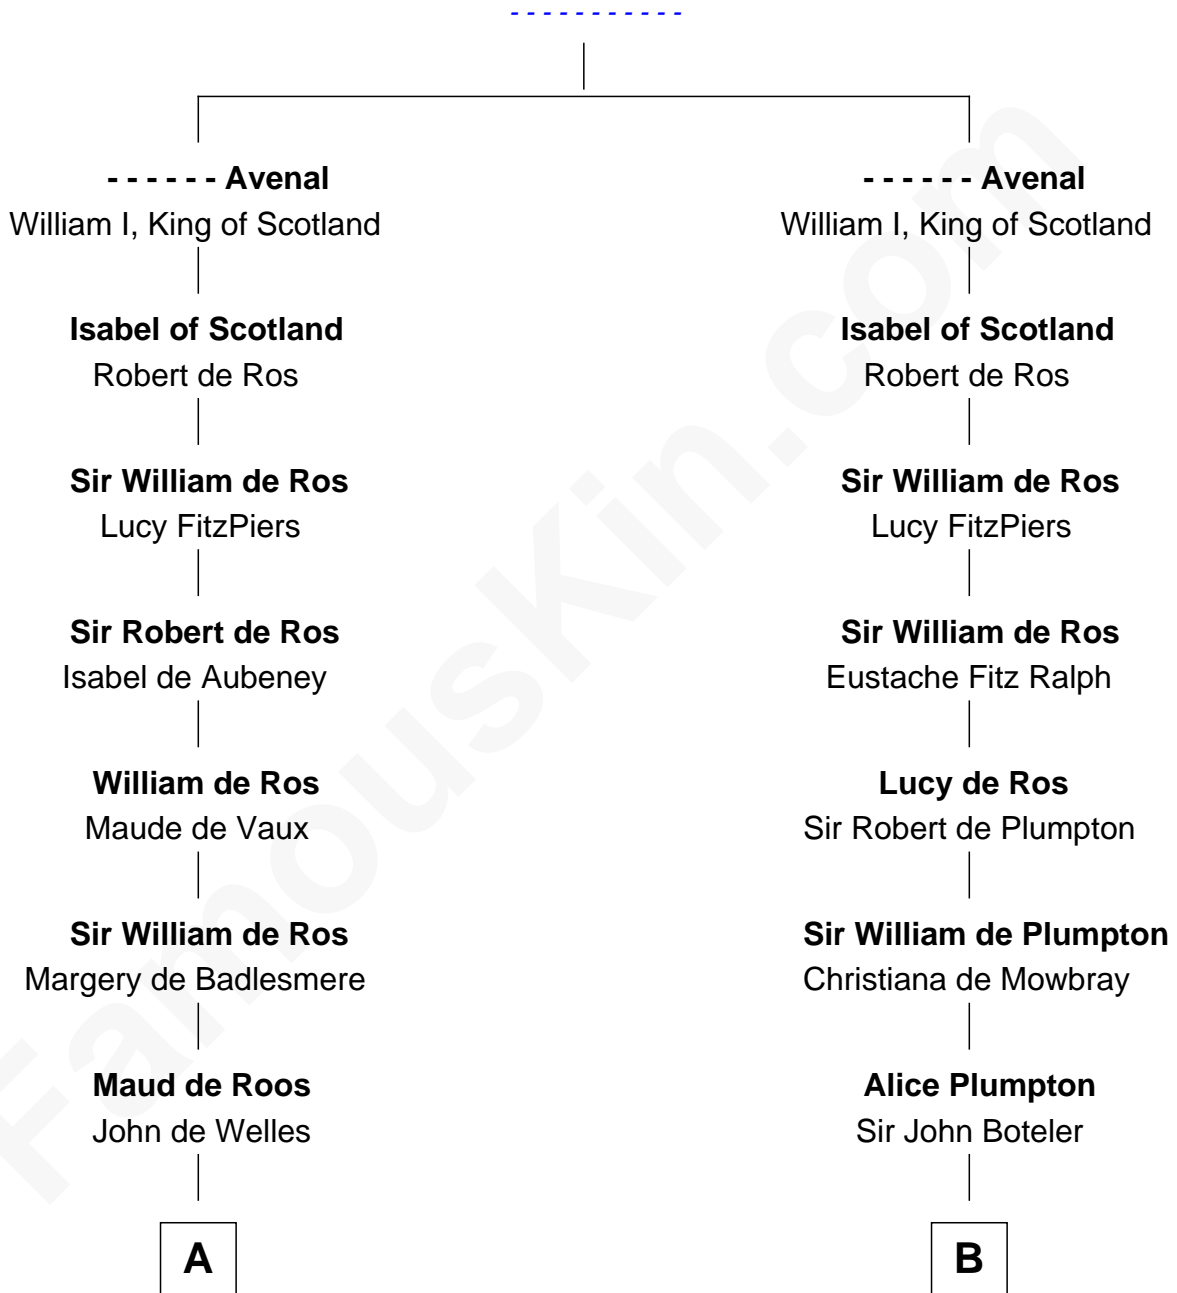 - - - - - - - - - - -
- - - - - - Avenal
William I, King of Scotland
Isabel of Scotland
Robert de Ros
Sir William de Ros
Lucy FitzPiers
Sir Robert de Ros
Isabel de Aubeney
William de Ros
Maude de Vaux
Sir William de Ros
Margery de Badlesmere
Maud de Roos
John de Welles
A
- - - - - - Avenal
William I, King of Scotland
Isabel of Scotland
Robert de Ros
Sir William de Ros
Lucy FitzPiers
Sir William de Ros
Eustache Fitz Ralph
Lucy de Ros
Sir Robert de Plumpton
Sir William de Plumpton
Christiana de Mowbray
Alice Plumpton
Sir John Boteler
B
FamousKin.com